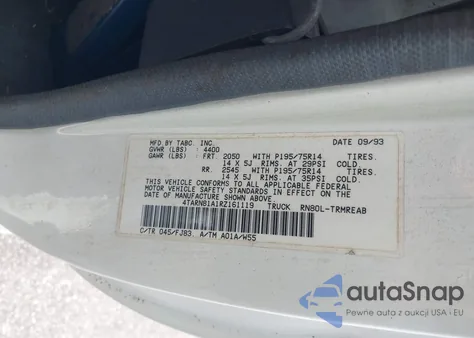 MFD BY TABC, INC. DATE 09/93
GVWR (LBS) : 4400
GAWR (LBS) : FRT. 2050 WITH P195/75R14 TIRES.
14 X 5J RIMS. AT 29PSI COLD.
RR. 2545 WITH P195/75R14 TIRES.
14 X 5J RIMS. AT 35PSI COLD.
THIS VEHICLE CONFORMS TO ALL APPLICABLE FEDERAL
MOTOR VEHICLE SAFETY STANDARDS IN EFFECT ON THE
DATE OF MANUFACTURE SHOWN ABOVE.
4TARN81A1RZ161119 TRUCK RN80L-TRMREAB
C/TR 045/FJ83 A/TM A01A/W55
autoSnap
Pewne auta z USA i EU